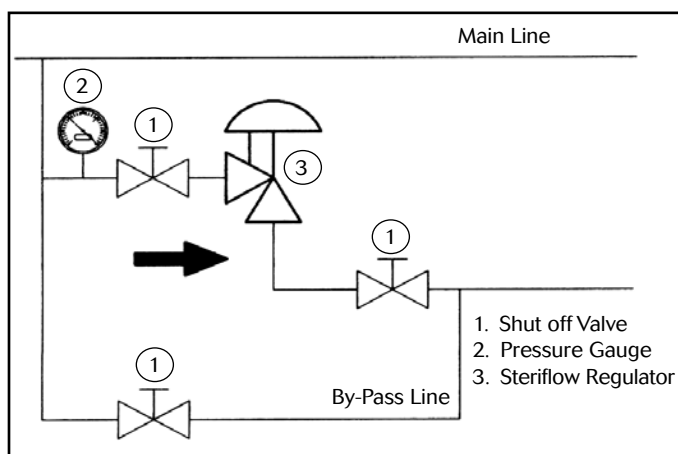 Main Line
2
1
3
1
1. Shut off Valve
2. Pressure Gauge
3. Steriflow Regulator
1
By-Pass Line